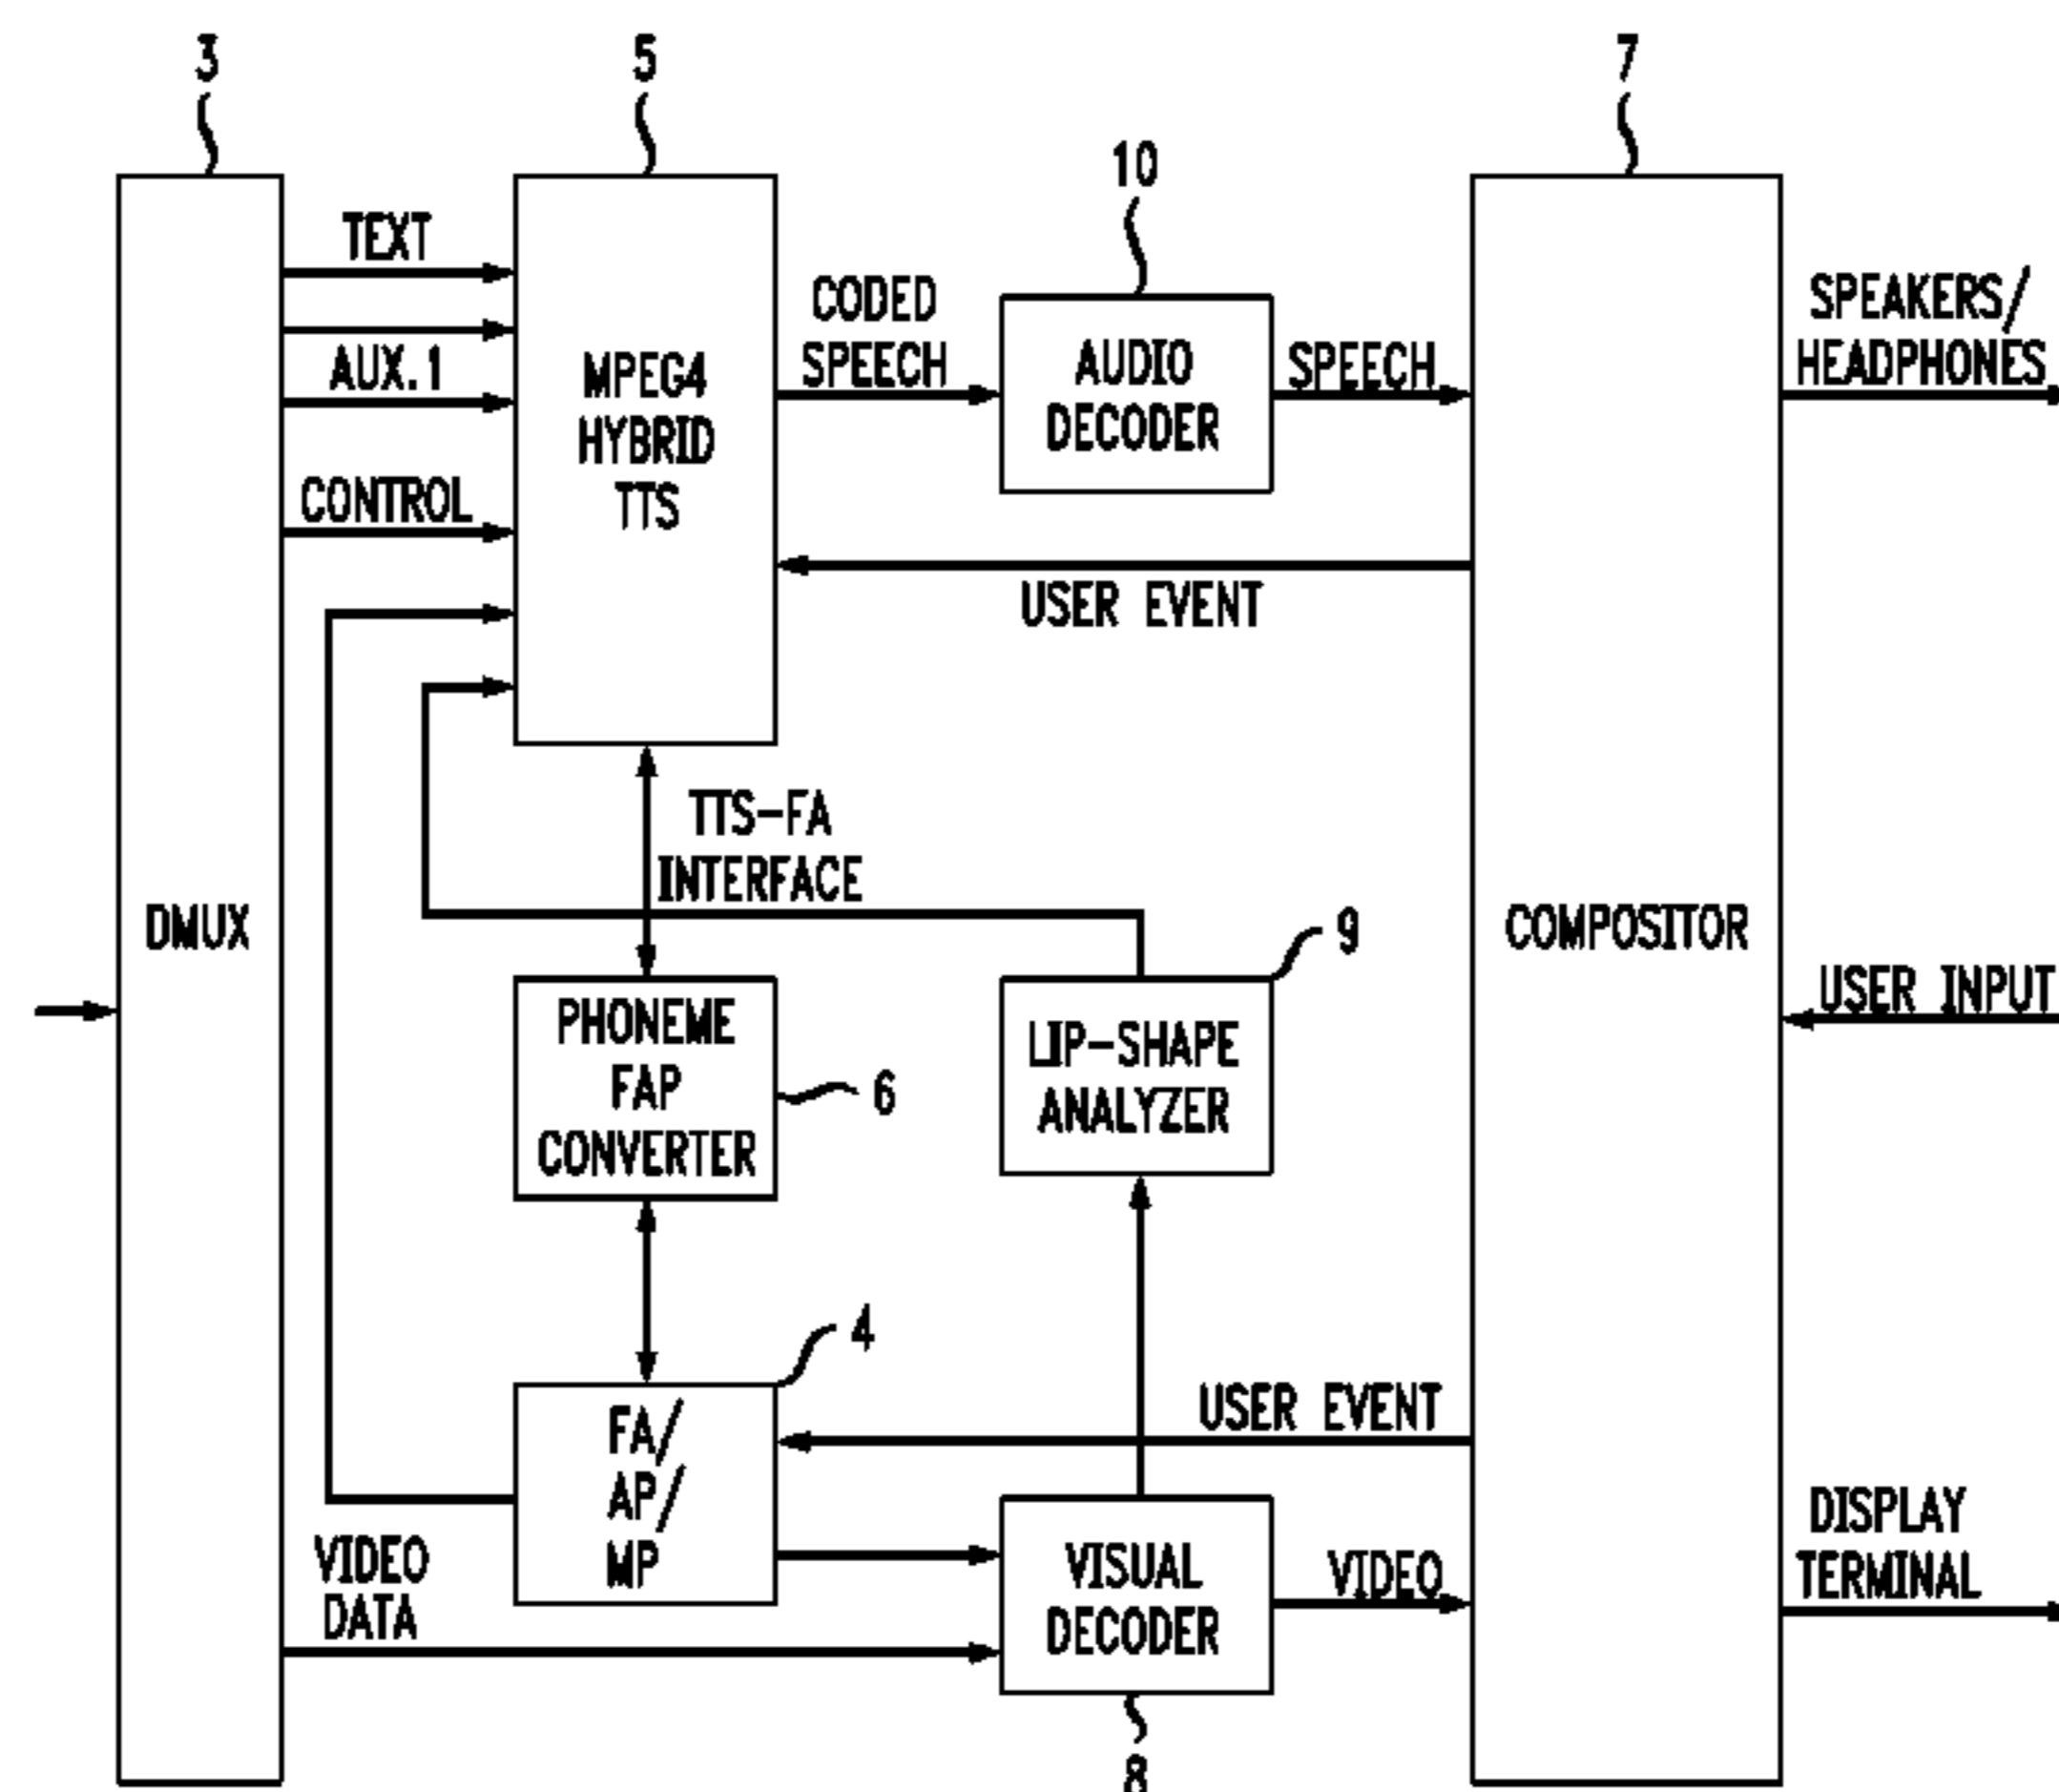 3
5
7
10
TEXT
AUX.1
CONTROL
MPEG4
HYBRID
TTS
CODED
SPEECH
AUDIO
DECODER
SPEECH
SPEAKERS/
HEADPHONES
USER EVENT
TTS-FA
INTERFACE
DMUX
COMPOSITOR
9
USER INPUT
PHONEME
FAP
CONVERTER
6
LIP-SHAPE
ANALYZER
4
USER EVENT
FA/
AP/
MP
VIDEO
DATA
VISUAL
DECODER
VIDEO
DISPLAY
TERMINAL
8